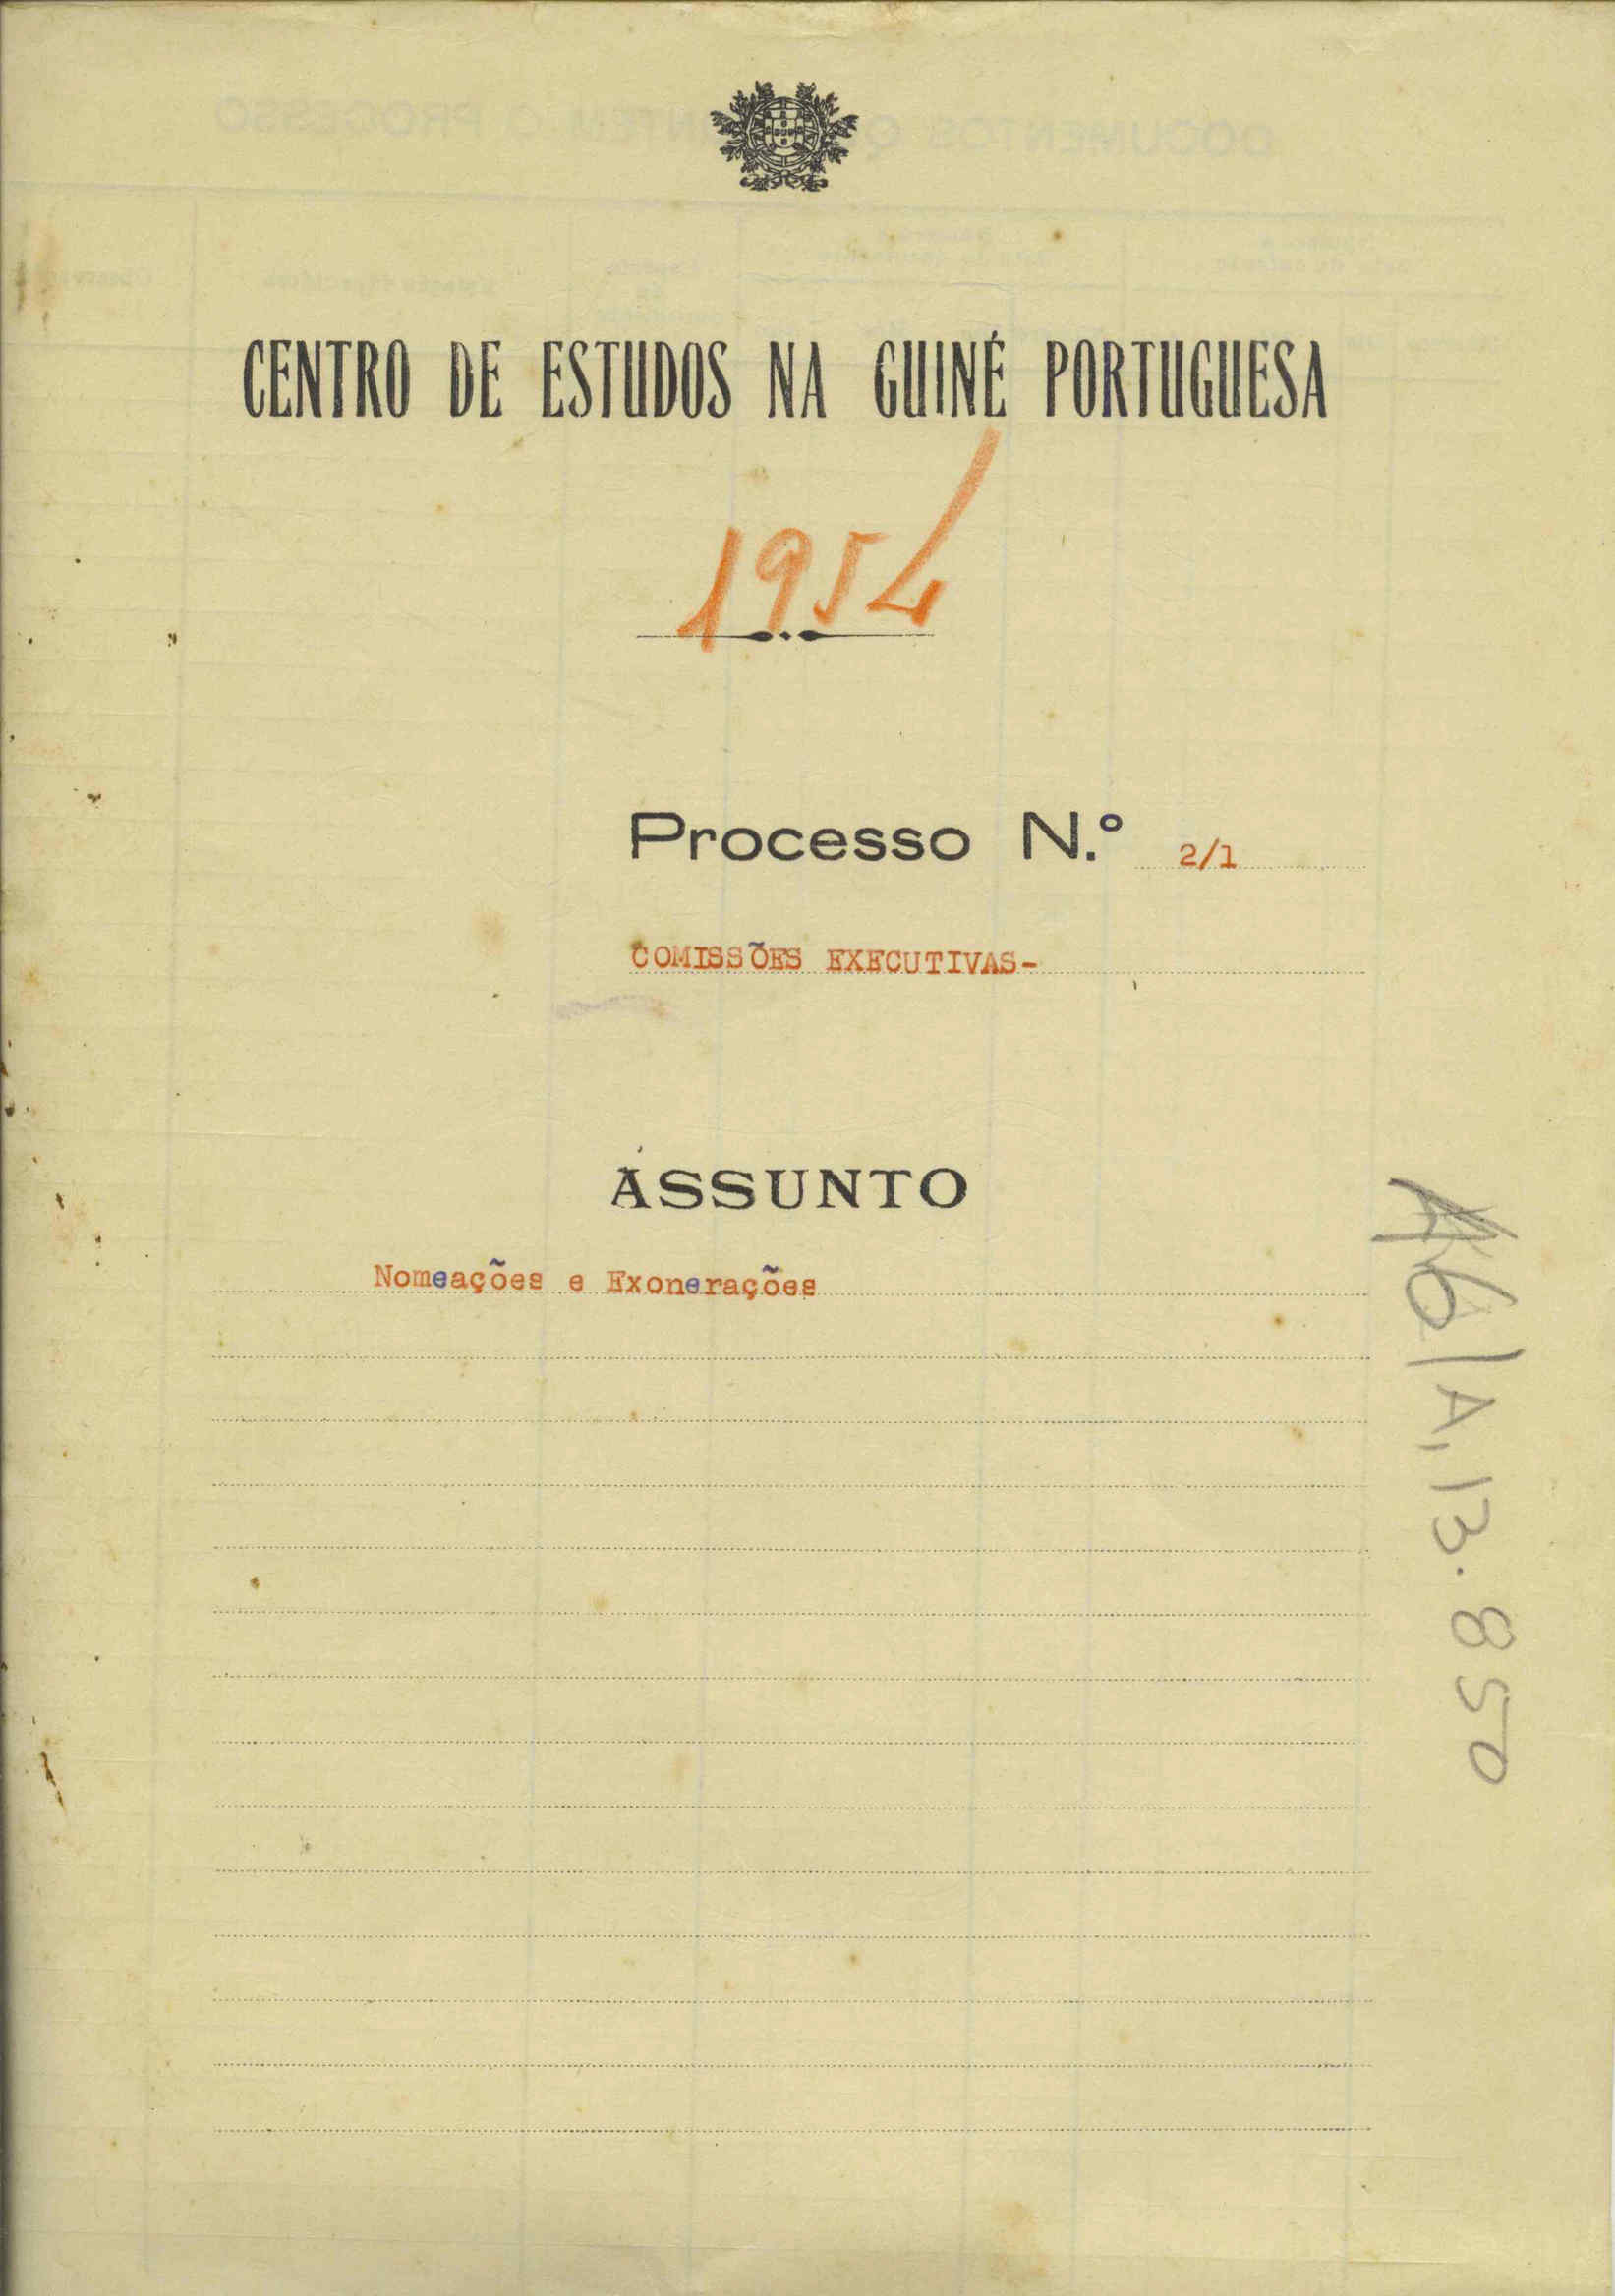 CENTRO DE ESTUDOS NA GUINÉ PORTUGUESA
1954
Processo N.º 2/1
COMISSÕES EXECUTIVAS-
ASSUNTO
Nomeações e Exonerações
A6/A,13.850